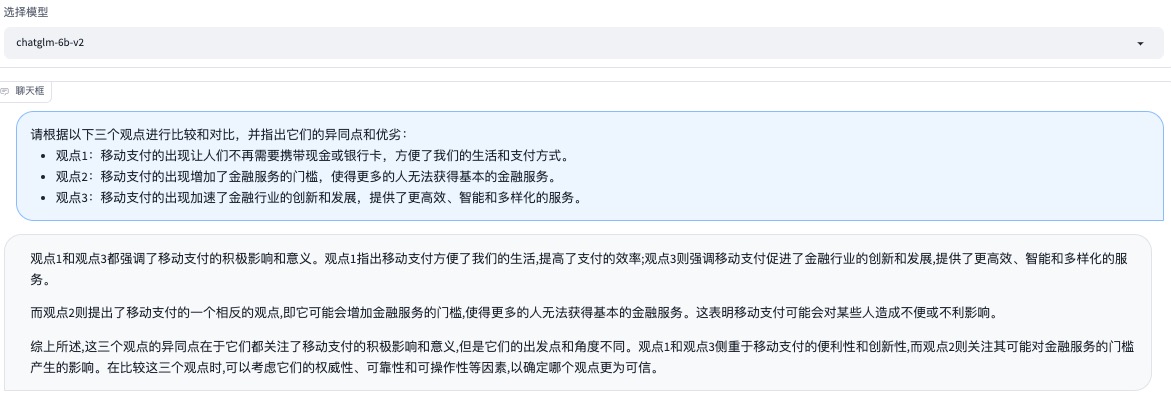 选择模型
chatglm-6b-v2
聊天框
请根据以下三个观点进行比较和对比，并指出它们的异同点和优劣：
• 观点1：移动支付的出现让人们不再需要携带现金或银行卡，方便了我们的生活和支付方式。
• 观点2：移动支付的出现增加了金融服务的门槛，使得更多的人无法获得基本的金融服务。
• 观点3：移动支付的出现加速了金融行业的创新和发展，提供了更高效、智能和多样化的服务。
观点1和观点3都强调了移动支付的积极影响和意义。观点1指出移动支付方便了我们的生活,提高了支付的效率;观点3则强调移动支付促进了金融行业的创新和发展,提供了更高效、智能和多样化的服
务。
而观点2则提出了移动支付的一个相反的观点,即它可能会增加金融服务的门槛,使得更多的人无法获得基本的金融服务。这表明移动支付可能会对某些人造成不便或不利影响。
综上所述,这三个观点的异同点在于它们都关注了移动支付的积极影响和意义,但是它们的出发点和角度不同。观点1和观点3侧重于移动支付的便利性和创新性,而观点2则关注其可能对金融服务的门槛
产生的影响。在比较这三个观点时,可以考虑它们的权威性、可靠性和可操作性等因素,以确定哪个观点更为可信。